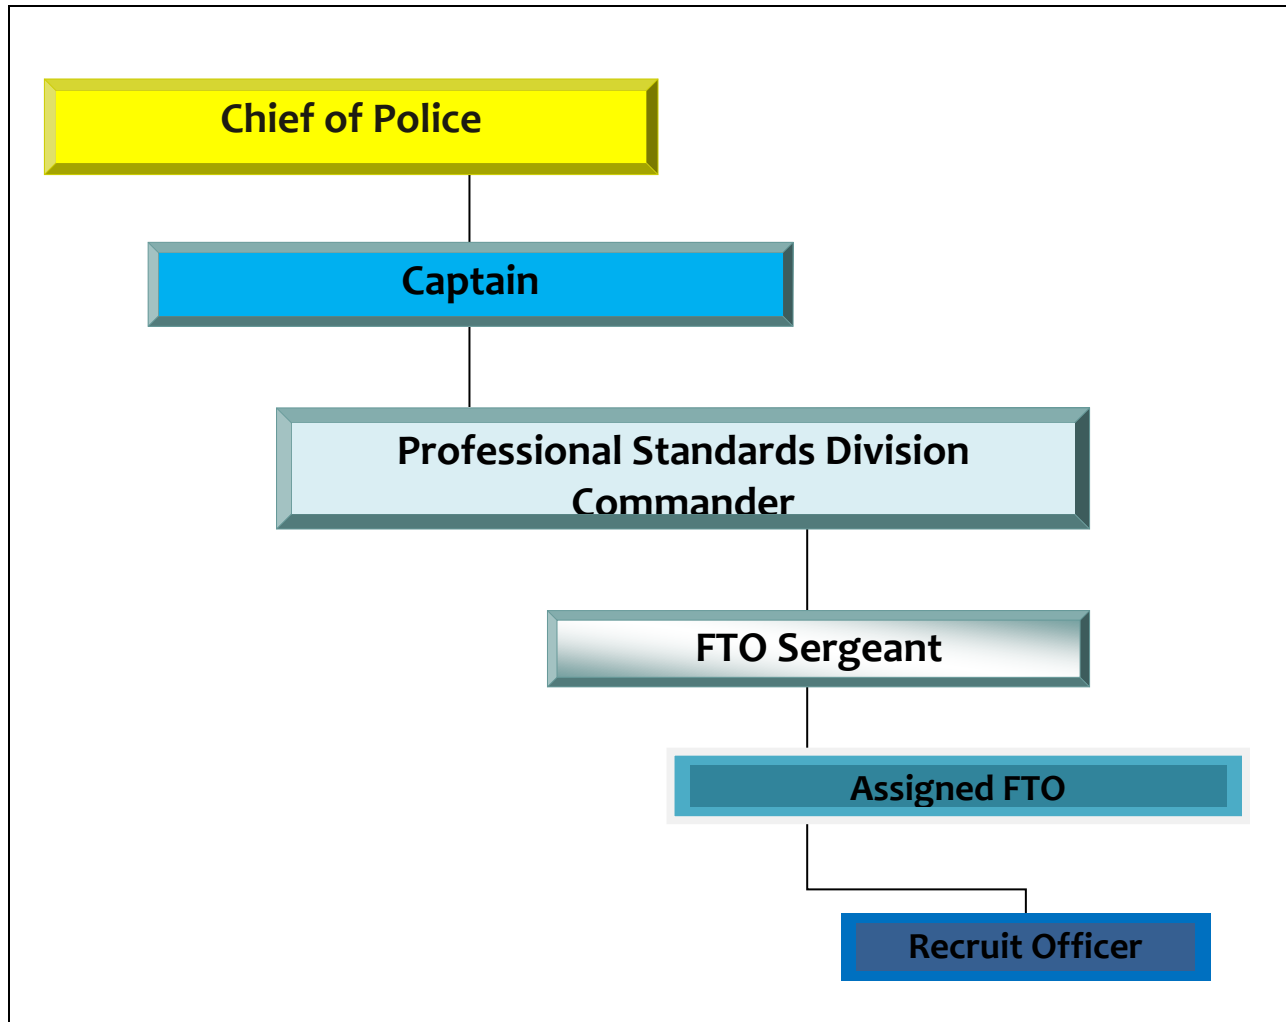 Chief of Police
Captain
Professional Standards Division
Commander
FTO Sergeant
Assigned FTO
Recruit Officer